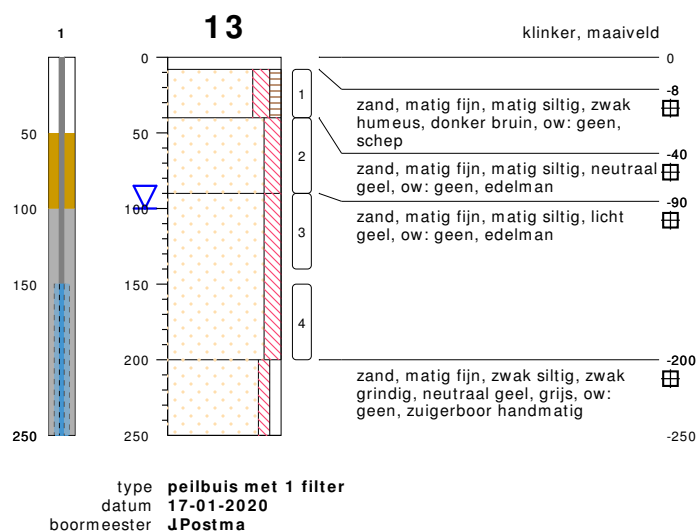 1
13
klinker, maaiveld
0
0
-8
1
zand, matig fijn, matig siltig, zwak
humeus, donker bruin, ow: geen,
schep
50
50
-40
2
zand, matig fijn, matig siltig, neutraal
geel, ow: geen, edelman
-90
100
100
3
zand, matig fijn, matig siltig, licht
geel, ow: geen, edelman
150
150
4
200
200
-200
zand, matig fijn, zwak siltig, zwak
grindig, neutraal geel, grijs, ow:
geen, zuigerboor handmatig
250
250
-250
type peilbuis met 1 filter
datum 17-01-2020
boormeester J.Postma